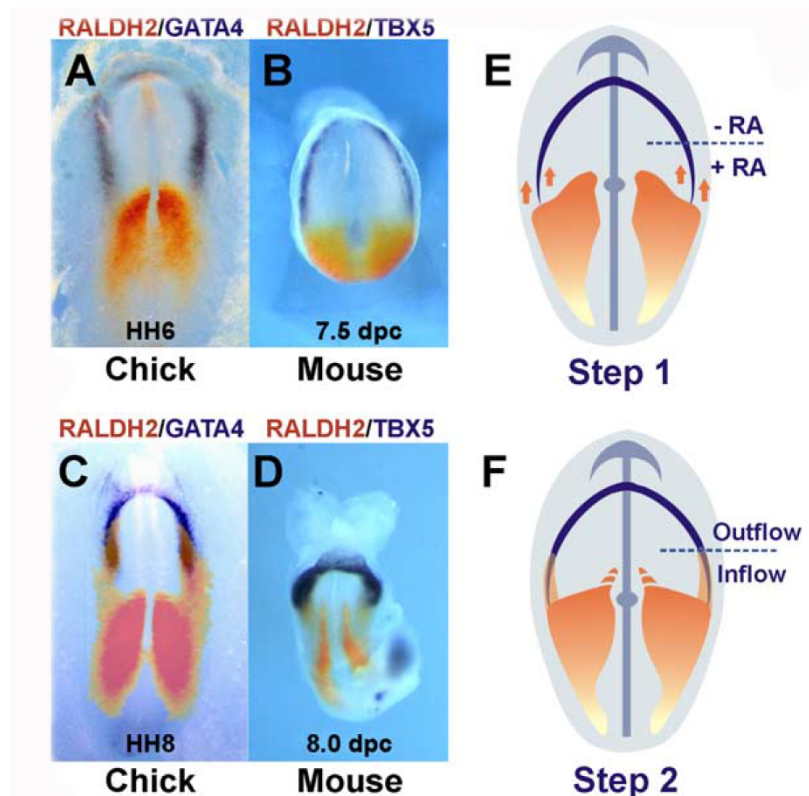 RALDH2/GATA4
RALDH2/TBX5
A
B
HH6
7.5 dpc
Chick
Mouse
E
- RA
+ RA
Step 1
RALDH2/GATA4
RALDH2/TBX5
C
D
HH8
8.0 dpc
Chick
Mouse
F
Outflow
Inflow
Step 2